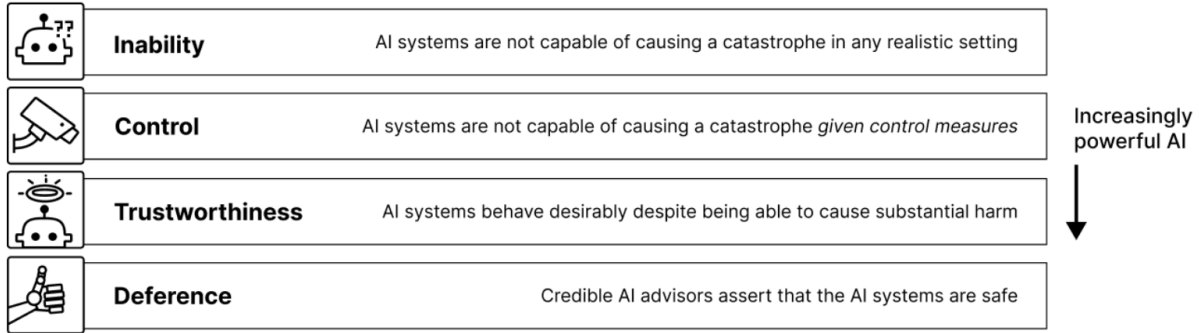 ??
Inability AI systems are not capable of causing a catastrophe in any realistic setting
Control AI systems are not capable of causing a catastrophe given control measures
Increasingly
powerful AI
Trustworthiness AI systems behave desirably despite being able to cause substantial harm
Deference Credible AI advisors assert that the AI systems are safe